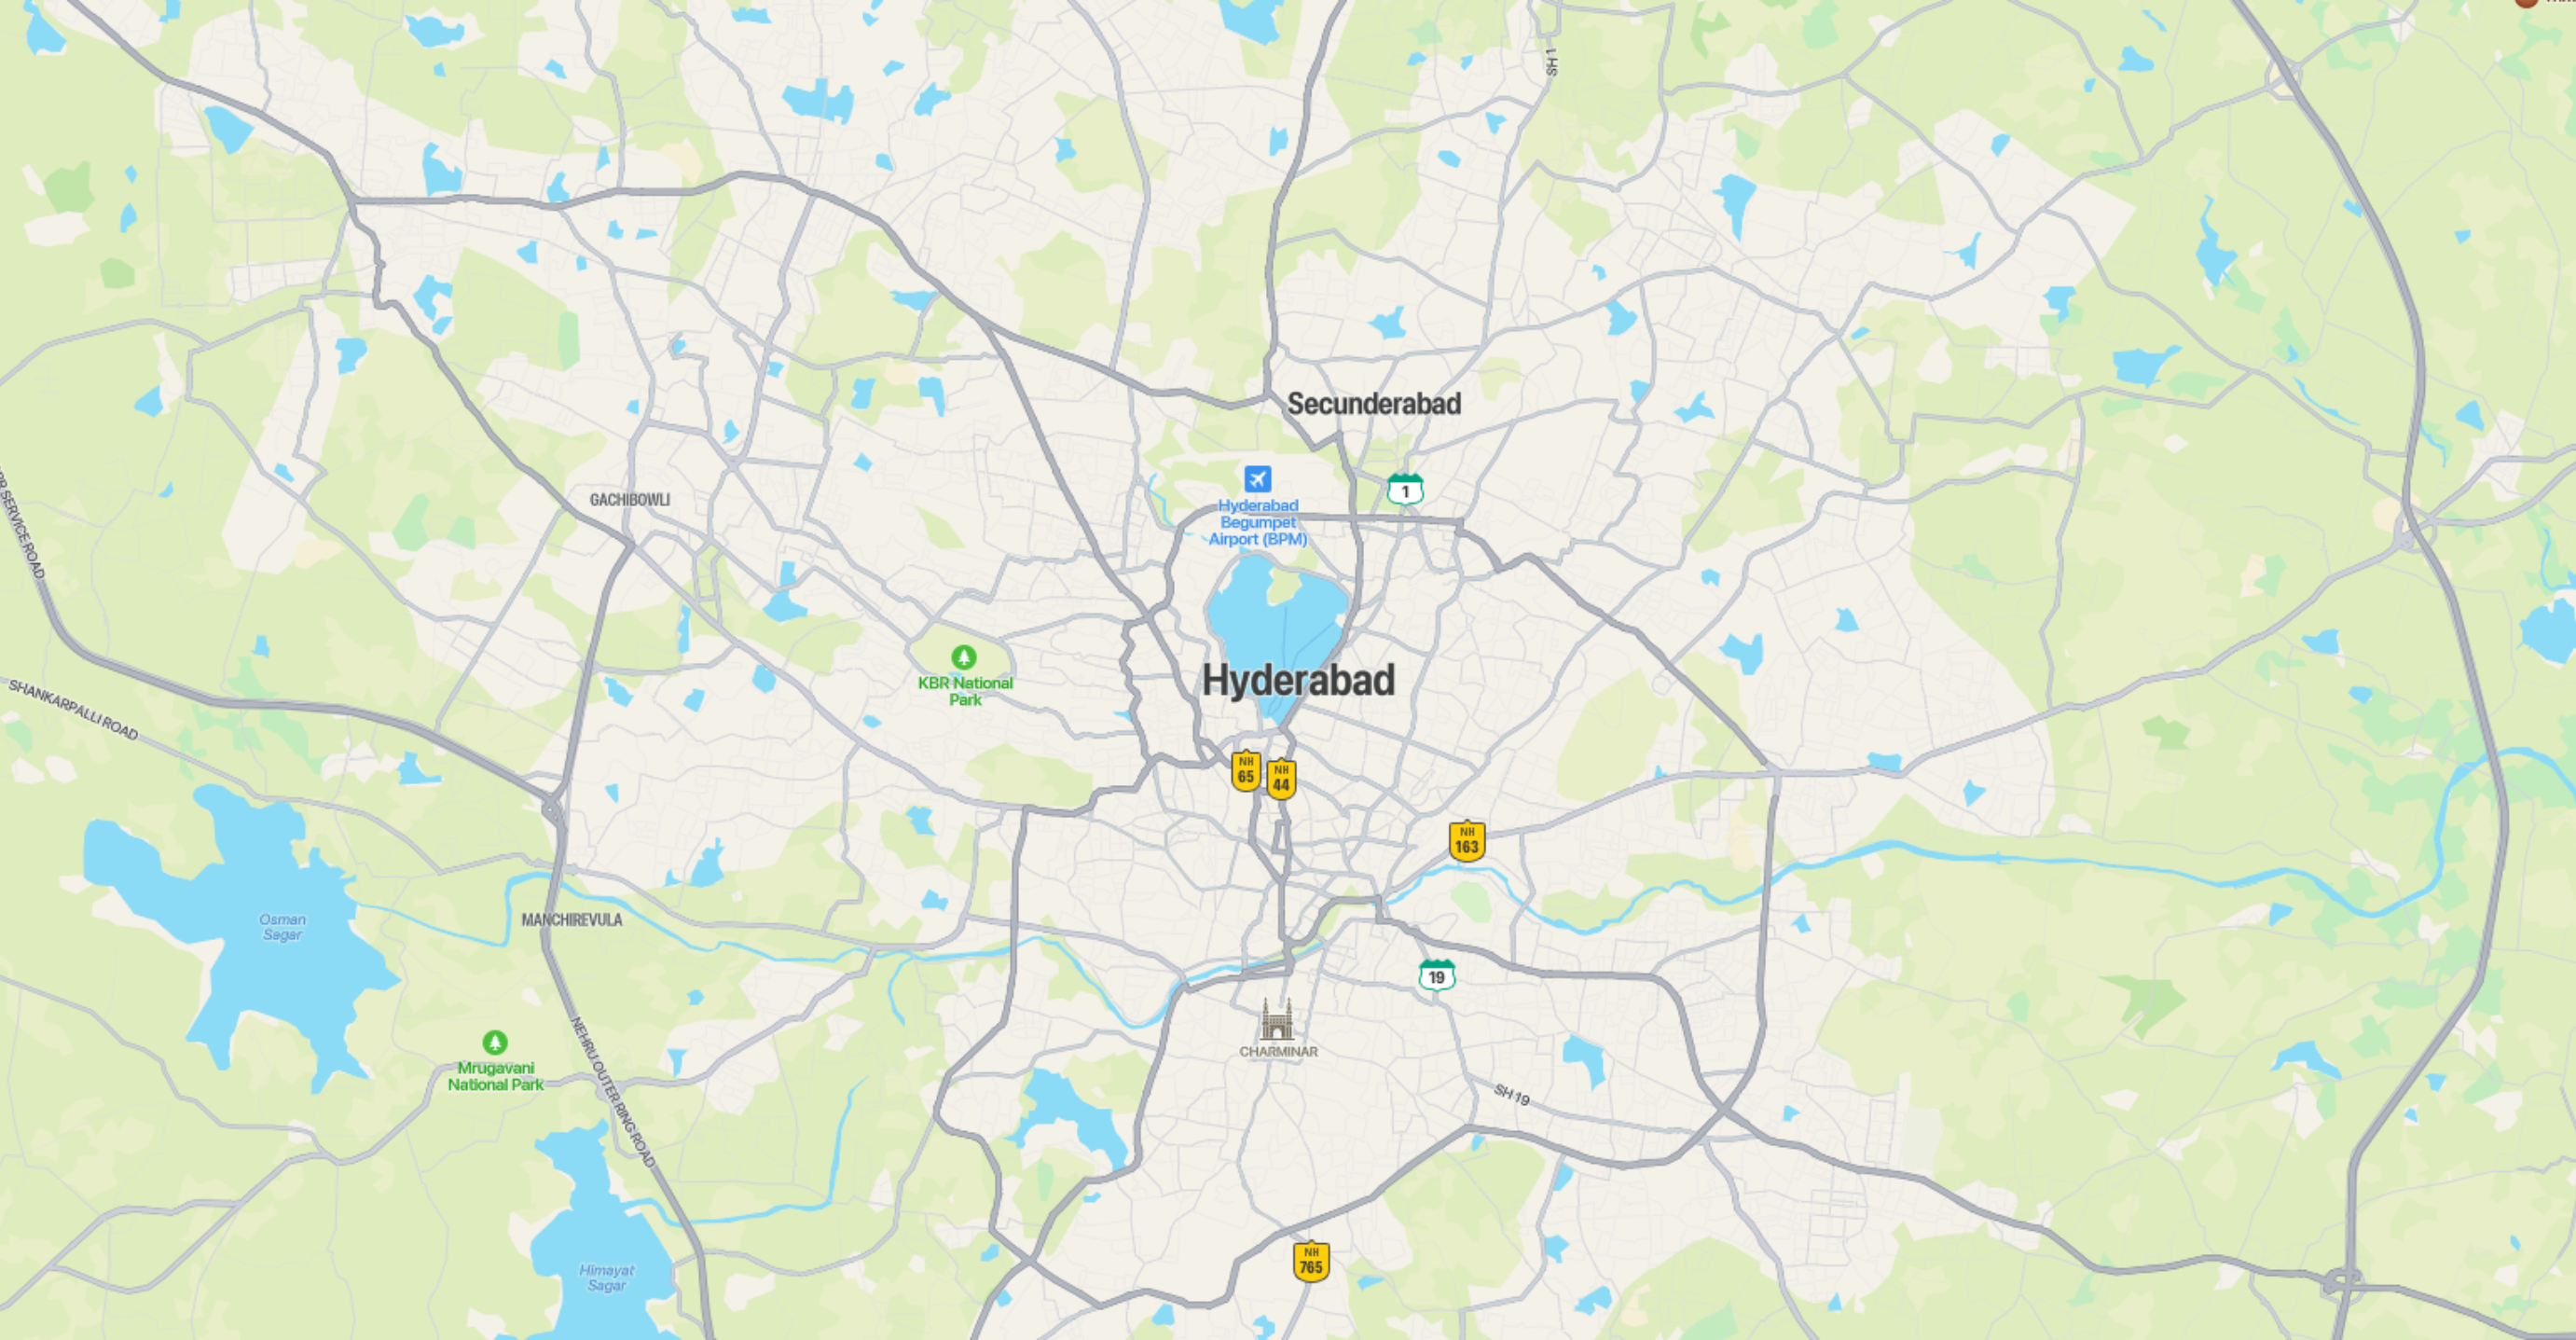 SH 1
Secunderabad
1
GACHIBOWLI
Hyderabad
Begumpet
Airport (BPM)
SERVICE ROAD
KBR National
Park
Hyderabad
SHANKARPALLI ROAD
NH
65
NH
44
NH
163
Osman
Sagar
MANCHIREVULA
19
CHARMINAR
Mrugavani
National Park
NEHRU OUTER RING ROAD
SH 19
NH
765
Himayat
Sagar